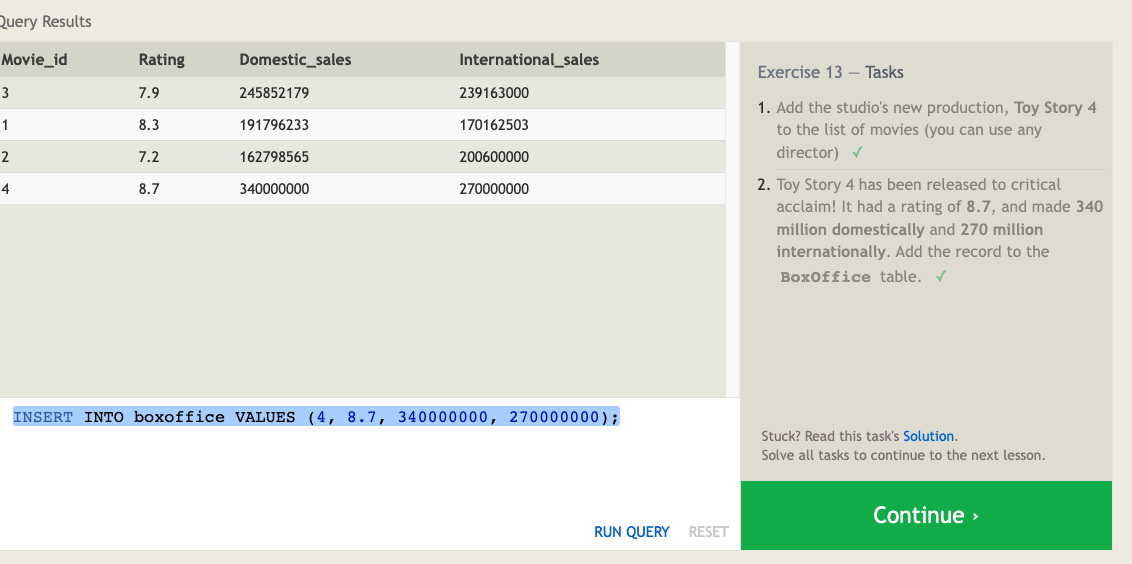 Query Results
Movie_id Rating Domestic_sales International_sales
3 7.9 245852179 239163000
1 8.3 191796233 170162503
2 7.2 162798565 200600000
4 8.7 340000000 270000000
INSERT INTO boxoffice VALUES (4, 8.7, 340000000, 270000000);
RUN QUERY RESET
Exercise 13 — Tasks
1. Add the studio's new production, Toy Story 4
to the list of movies (you can use any
director) ✓
2. Toy Story 4 has been released to critical
acclaim! It had a rating of 8.7, and made 340
million domestically and 270 million
internationally. Add the record to the
BoxOffice table. ✓
Stuck? Read this task's Solution.
Solve all tasks to continue to the next lesson.
Continue ›